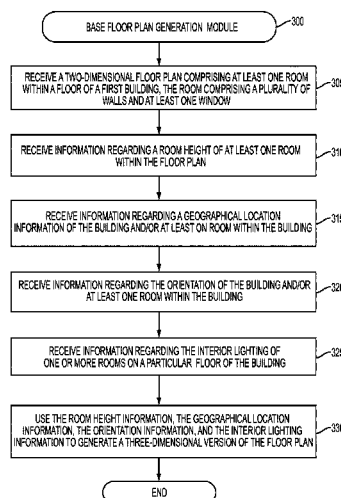 BASE FLOOR PLAN GENERATION MODULE
300
RECEIVE A TWO-DIMENSIONAL FLOOR PLAN COMPRISING AT LEAST ONE ROOM
WITHIN A FLOOR OF A FIRST BUILDING, THE ROOM COMPRISING A PLURALITY OF
WALLS AND AT LEAST ONE WINDOW
305
RECEIVE INFORMATION REGARDING A ROOM HEIGHT OF AT LEAST ONE ROOM
WITHIN THE FLOOR PLAN
310
RECEIVE INFORMATION REGARDING A GEOGRAPHICAL LOCATION
INFORMATION OF THE BUILDING AND/OR AT LEAST ON ROOM WITHIN THE BUILDING
315
RECEIVE INFORMATION REGARDING THE ORIENTATION OF THE BUILDING AND/OR
AT LEAST ONE ROOM WITHIN THE BUILDING
320
RECEIVE INFORMATION REGARDING THE INTERIOR LIGHTING OF
ONE OR MORE ROOMS ON A PARTICULAR FLOOR OF THE BUILDING
325
USE THE ROOM HEIGHT INFORMATION, THE GEOGRAPHICAL LOCATION
INFORMATION, THE ORIENTATION INFORMATION, AND THE INTERIOR LIGHTING
INFORMATION TO GENERATE A THREE-DIMENSIONAL VERSION OF THE FLOOR PLAN
330
END